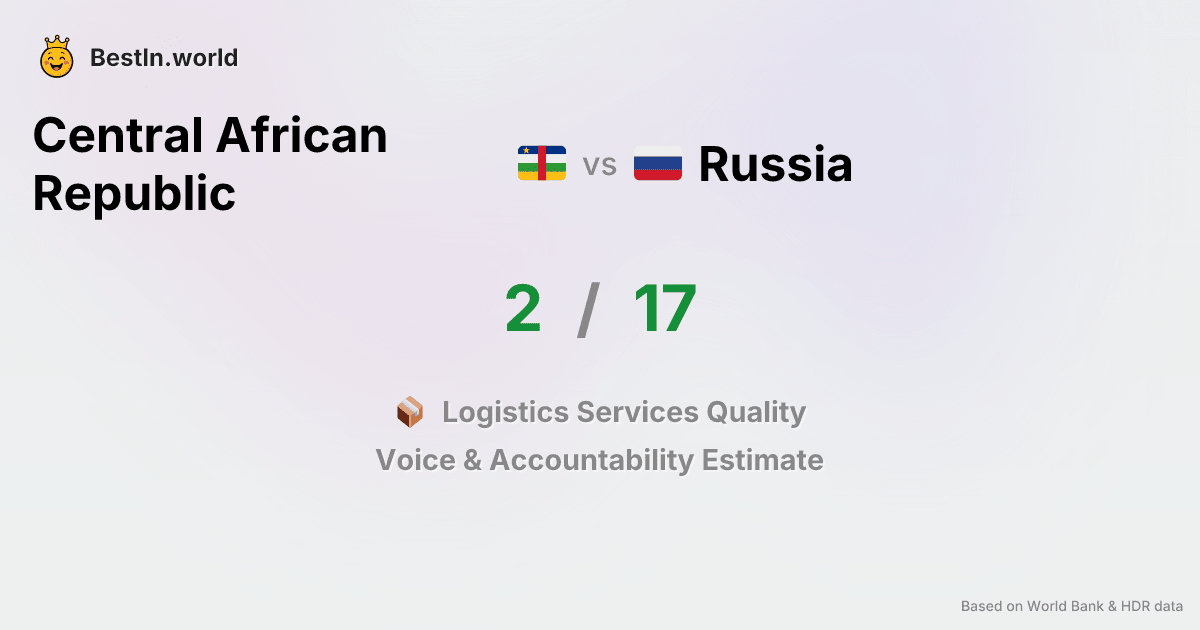 BestIn.world
Central African
Republic
vs Russia
2 / 17
Logistics Services Quality
Voice & Accountability Estimate
Based on World Bank & HDR data